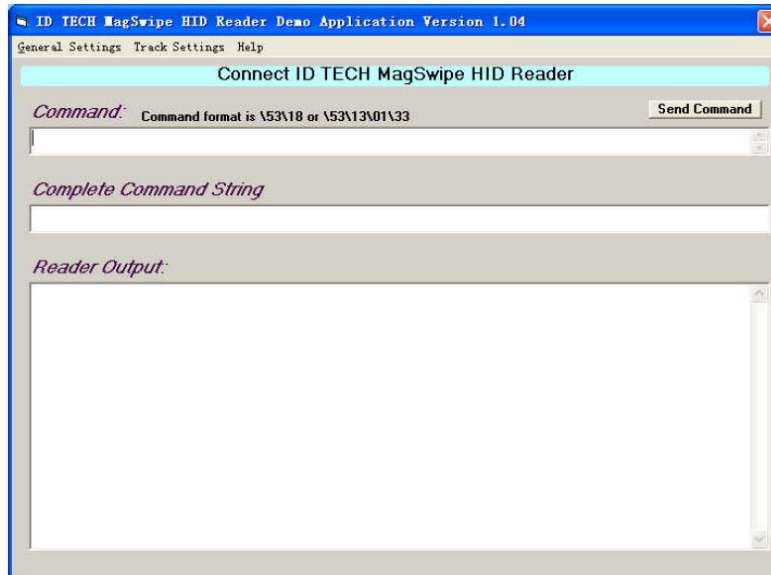 ID TECH MagSwipe HID Reader Demo Application Version 1.04
General Settings Track Settings Help
Connect ID TECH MagSwipe HID Reader
Command: Command format is \53\18 or \53\13\01\33 Send Command
Complete Command String
Reader Output: